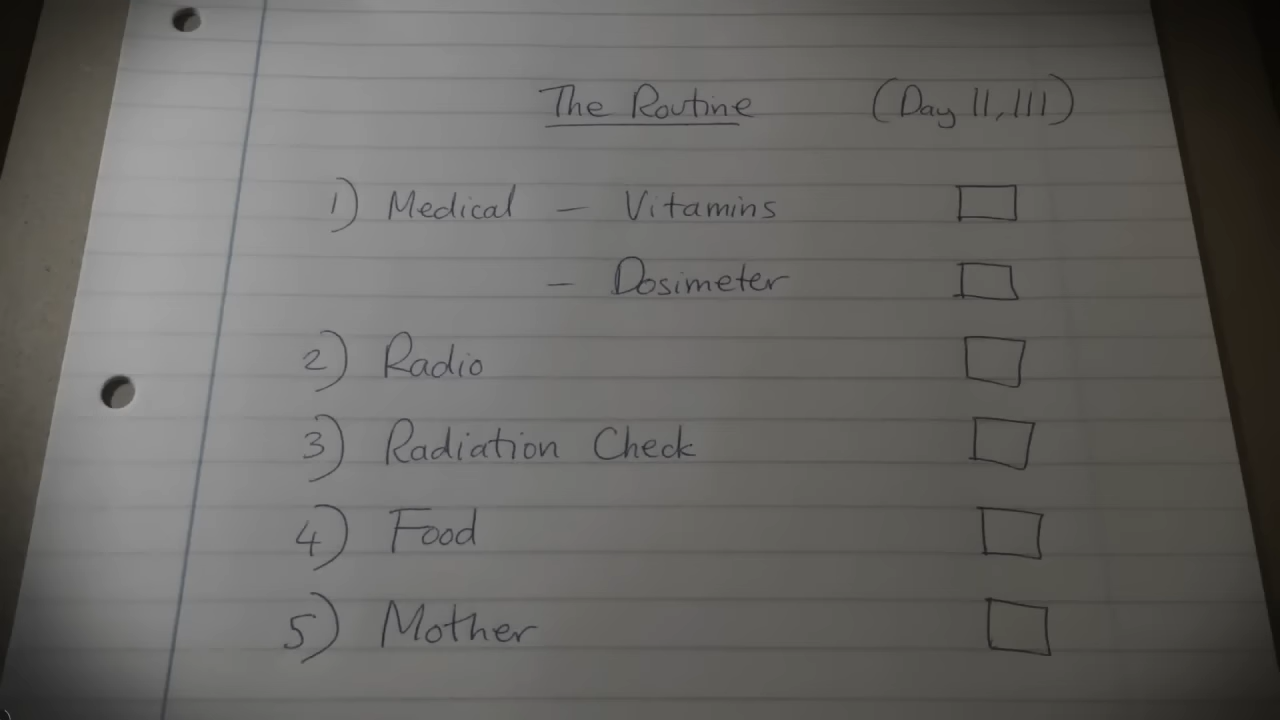 The Routine (Day 11,111)
1) Medical – Vitamins
– Dosimeter
2) Radio
3) Radiation Check
4) Food
5) Mother